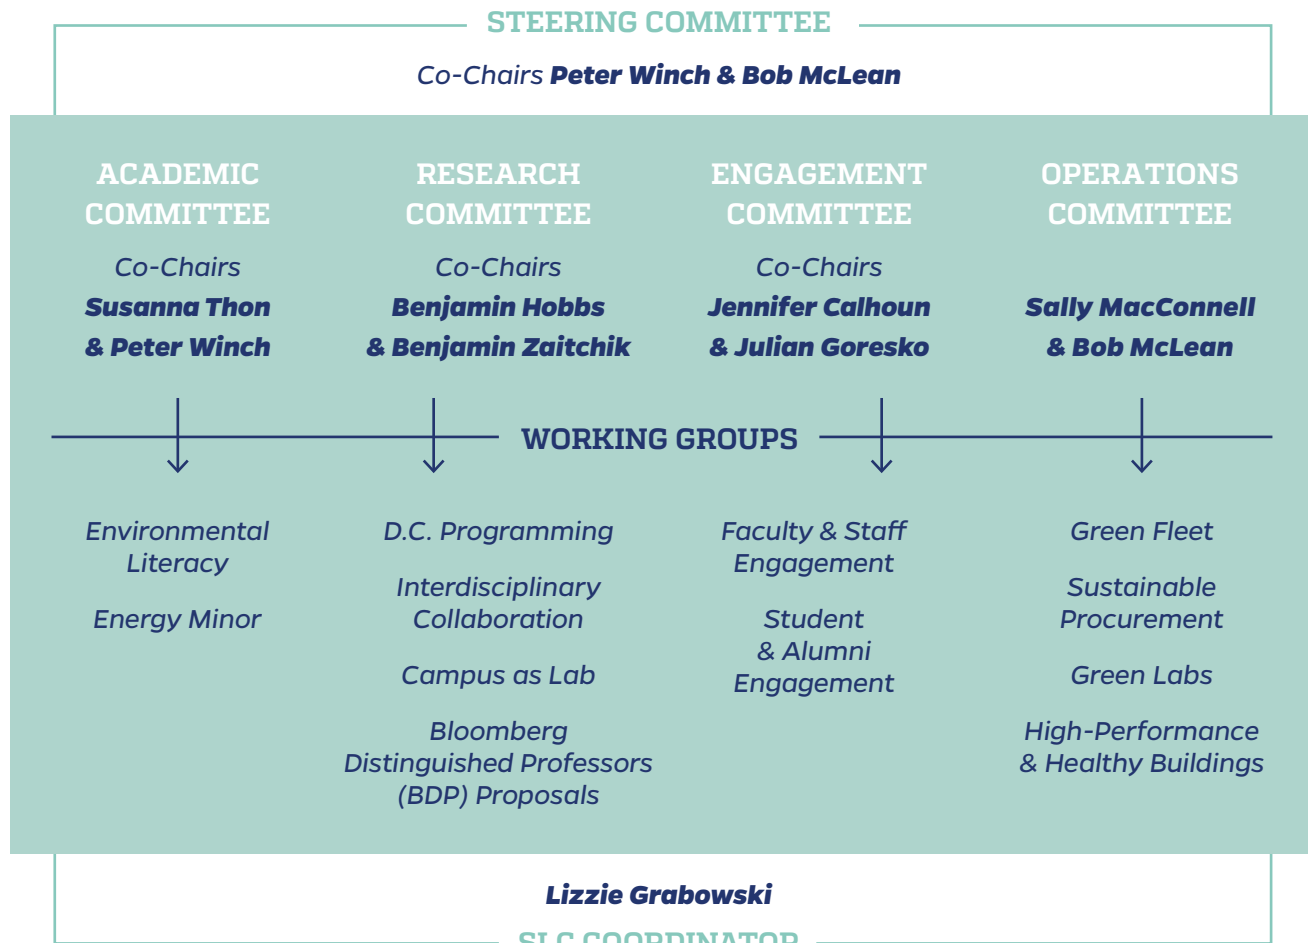 STEERING COMMITTEE
Co-Chairs Peter Winch & Bob McLean
ACADEMIC
COMMITTEE
Co-Chairs
Susanna Thon
& Peter Winch
RESEARCH
COMMITTEE
Co-Chairs
Benjamin Hobbs
& Benjamin Zaitchik
ENGAGEMENT
COMMITTEE
Co-Chairs
Jennifer Calhoun
& Julian Goresko
OPERATIONS
COMMITTEE
Sally MacConnell
& Bob McLean
WORKING GROUPS
Environmental
Literacy
Energy Minor
D.C. Programming
Interdisciplinary
Collaboration
Campus as Lab
Bloomberg
Distinguished Professors
(BDP) Proposals
Faculty & Staff
Engagement
Student
& Alumni
Engagement
Green Fleet
Sustainable
Procurement
Green Labs
High-Performance
& Healthy Buildings
Lizzie Grabowski
SLC COORDINATOR